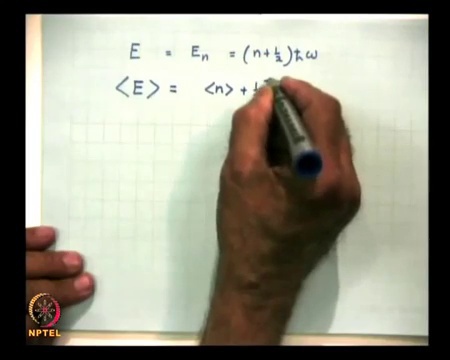 E = Eₙ = (n + ½) ħω
<E> = <n> + ½
NPTEL